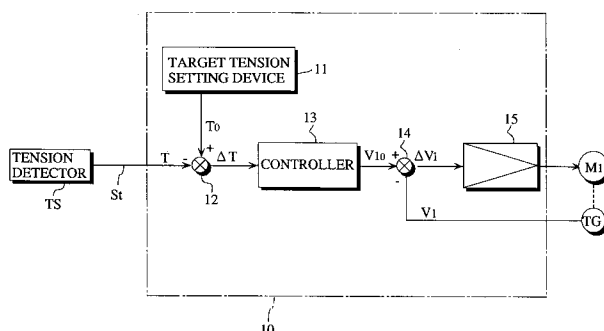 TARGET TENSION
SETTING DEVICE
11
T0
13
14
15
TENSION
DETECTOR
TS
St
T
-
+
ΔT
12
CONTROLLER
V10
+
-
ΔV1
M1
V1
TG
10